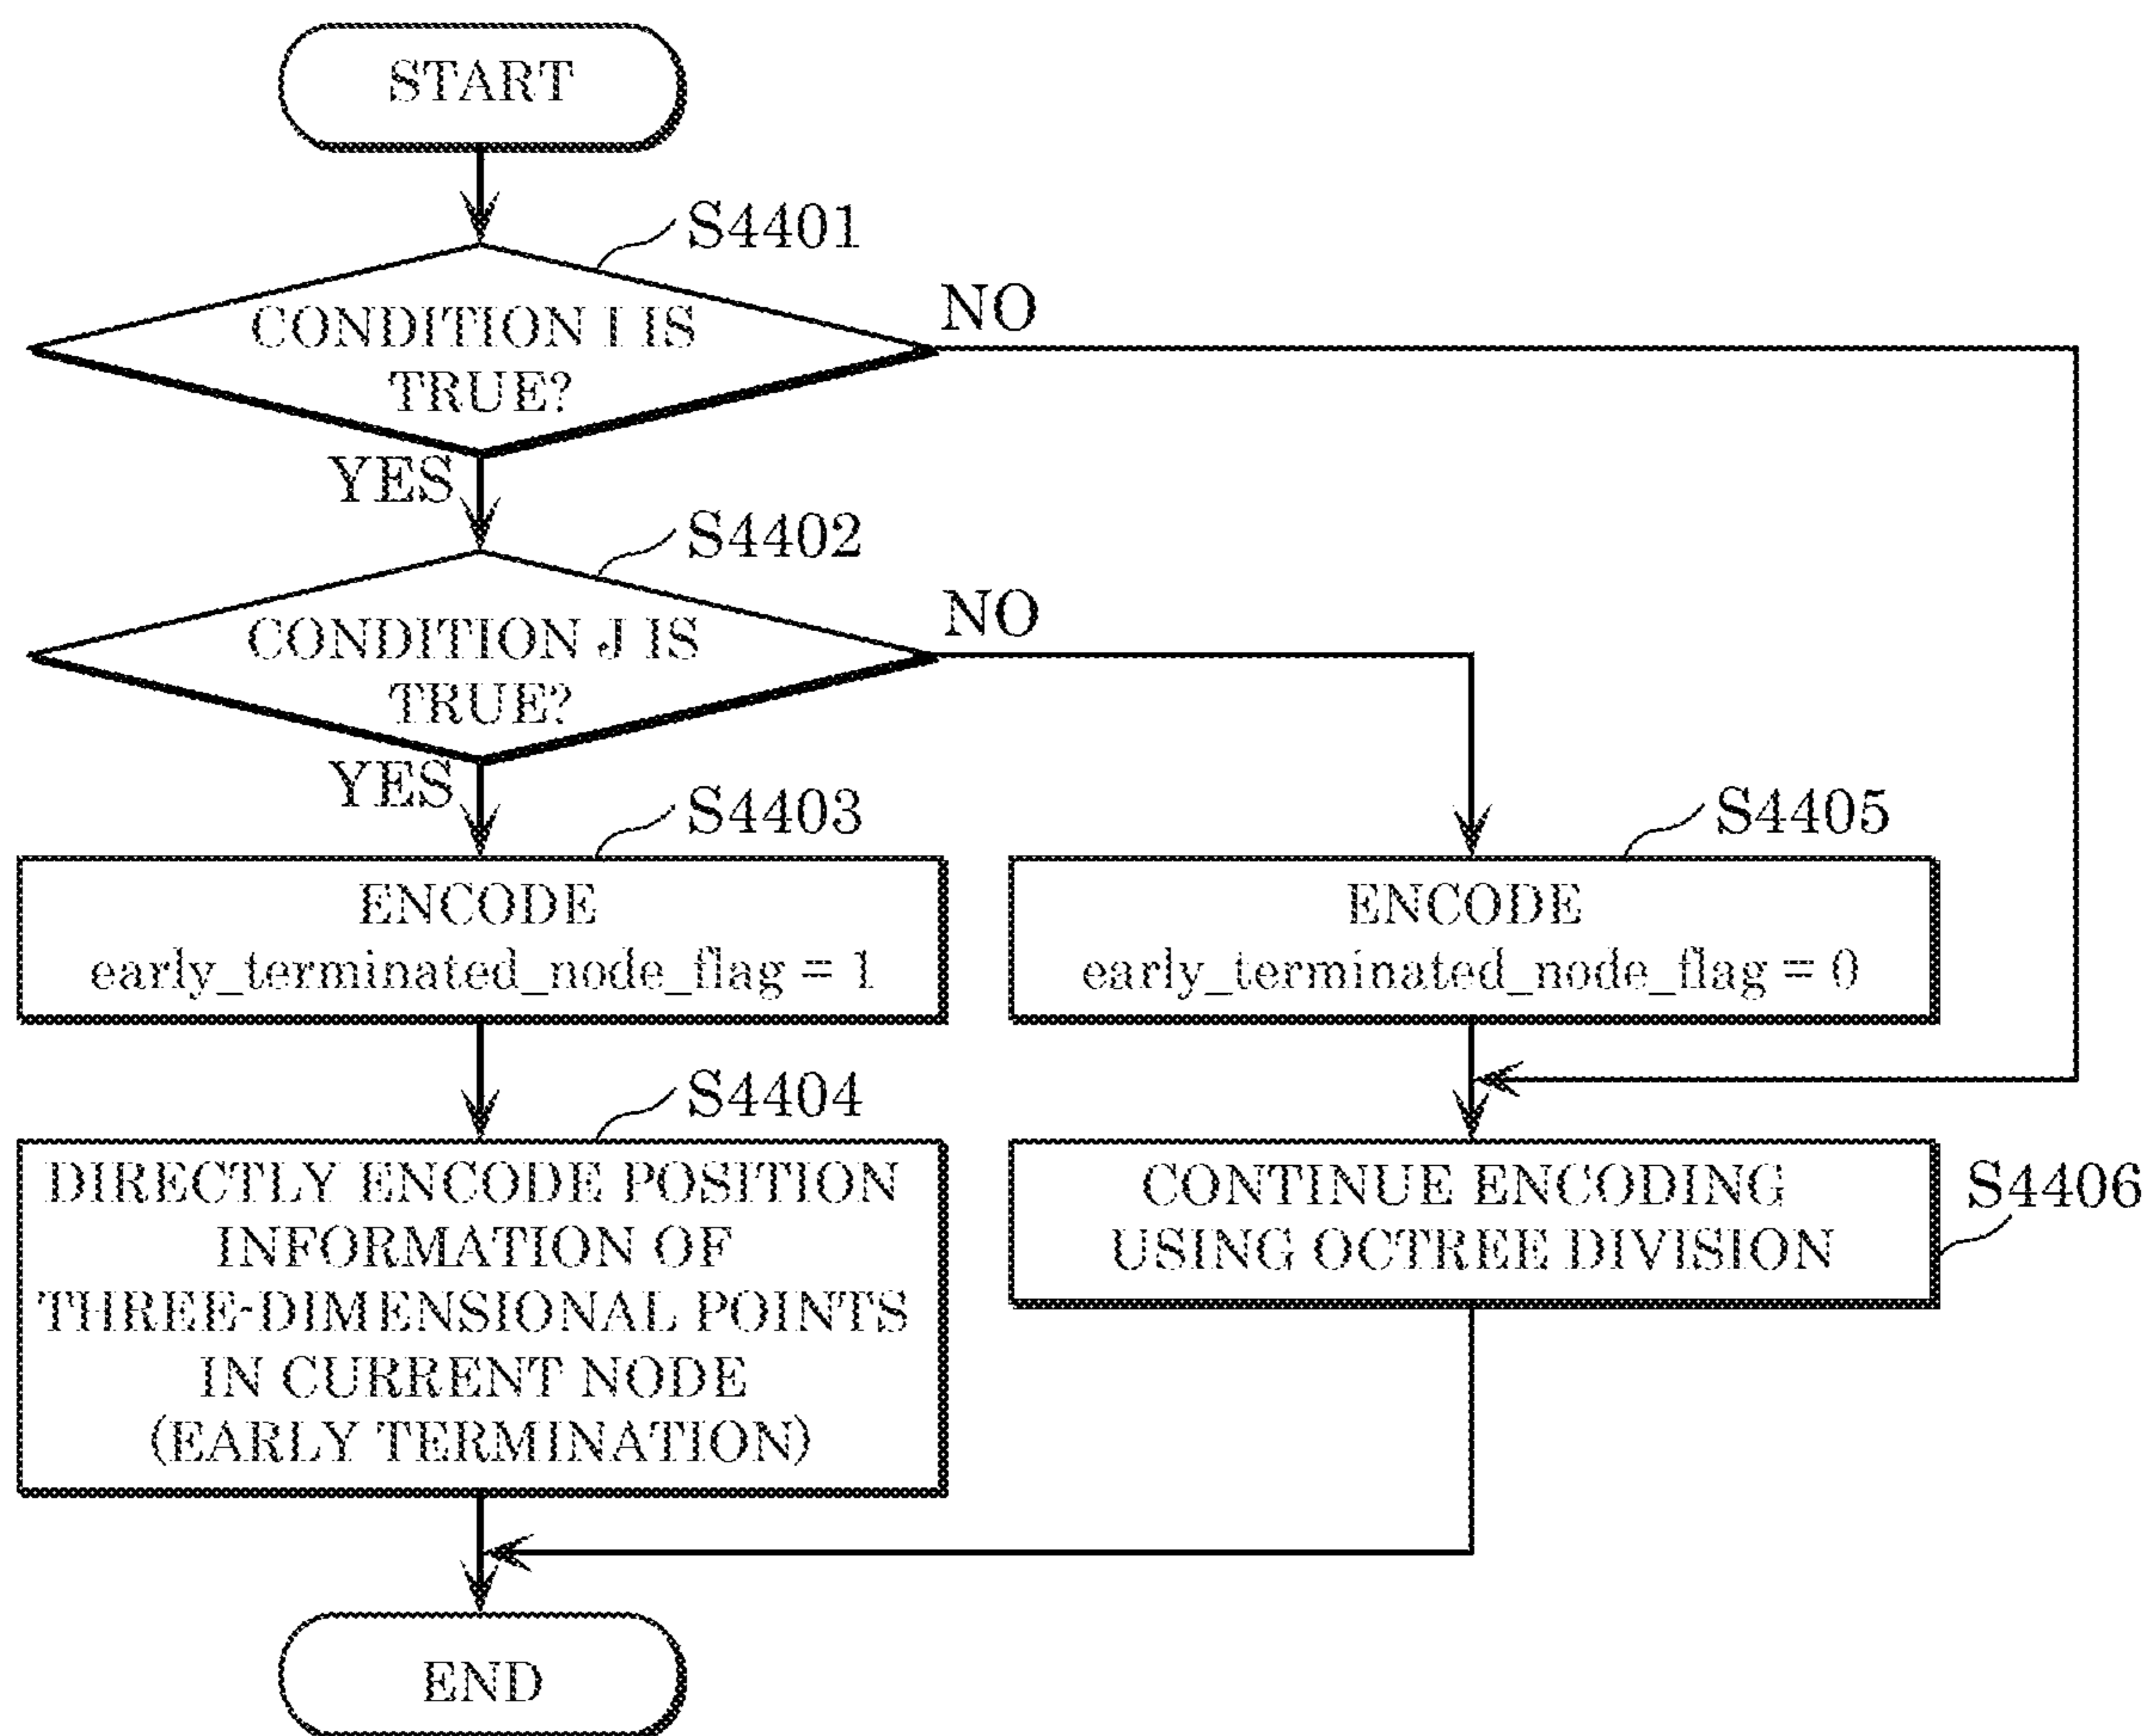 START
S4401
CONDITION I IS
TRUE?
NO
YES
S4402
CONDITION J IS
TRUE?
NO
YES
S4403
ENCODE
early_terminated_node_flag = 1
S4405
ENCODE
early_terminated_node_flag = 0
S4404
DIRECTLY ENCODE POSITION
INFORMATION OF
THREE-DIMENSIONAL POINTS
IN CURRENT NODE
(EARLY TERMINATION)
CONTINUE ENCODING
USING OCTREE DIVISION
S4406
END